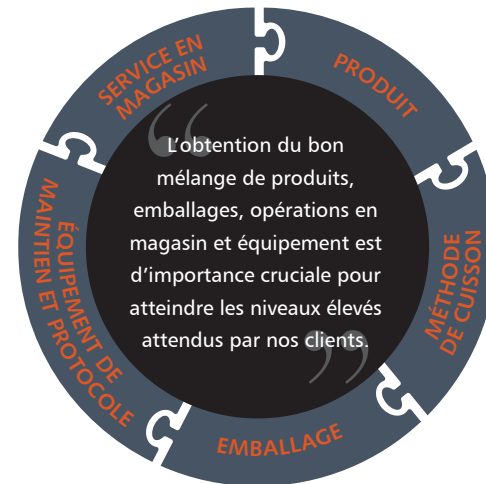 SERVICE EN
MAGASIN
PRODUIT
MÉTHODE
DE CUISSON
EMBALLAGE
ÉQUIPEMENT DE
MAINTIEN ET PROTOCOLE
“
L’obtention du bon
mélange de produits,
emballages, opérations en
magasin et équipement est
d’importance cruciale pour
atteindre les niveaux élevés
attendus par nos clients.
”